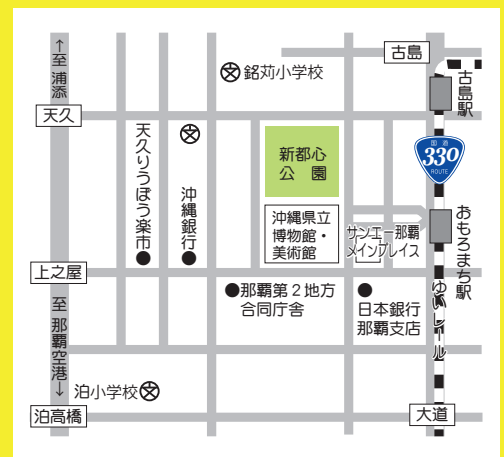 ↑至 浦添
銘苅小学校
古島
古島駅
天久
天久りうぼう楽市
沖縄銀行
新都心
公園
国道
330
ROUTE
沖縄県立
博物館・
美術館
サンエー那覇
メインプレイス
おもろまち駅
上之屋
那覇第2地方
合同庁舎
日本銀行
那覇支店
ゆいレール
至 那覇空港↓
泊小学校
泊高橋
大道